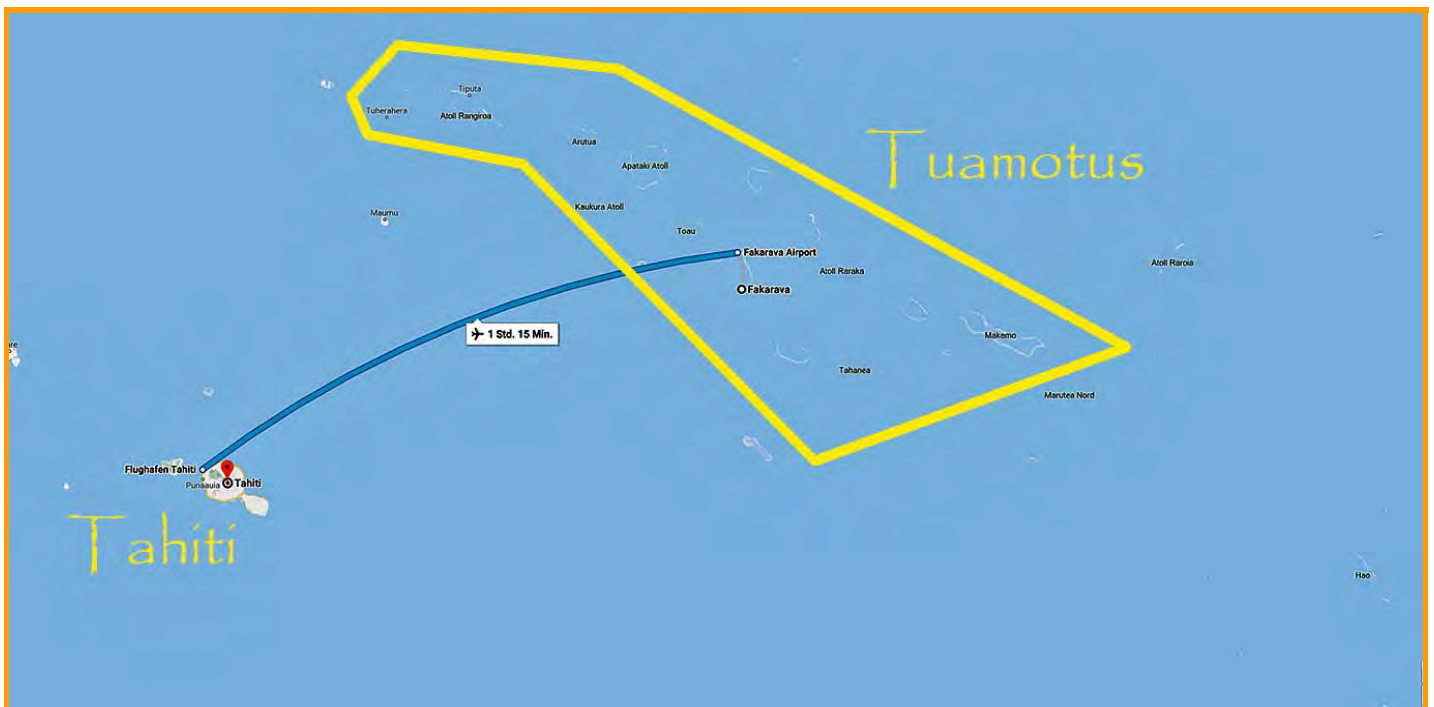 Tiputa
Tuherahera
Atoll Rangiroa
Arutua
Tuamotus
Apataki Atoll
Kaukura Atoll
Maumu
Toau
Fakarava Airport
Atoll Raroia
Atoll Raraka
Fakarava
1 Std. 15 Min.
Makemo
Tahanea
Marutea Nord
Flughafen Tahiti
Punaauia
Tahiti
Tahiti
Hao